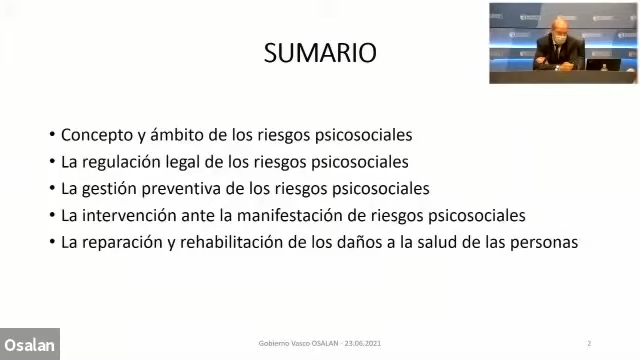 SUMARIO
• Concepto y ámbito de los riesgos psicosociales
• La regulación legal de los riesgos psicosociales
• La gestión preventiva de los riesgos psicosociales
• La intervención ante la manifestación de riesgos psicosociales
• La reparación y rehabilitación de los daños a la salud de las personas
Osalan
Gobierno Vasco OSALAN - 23.06.2021
2